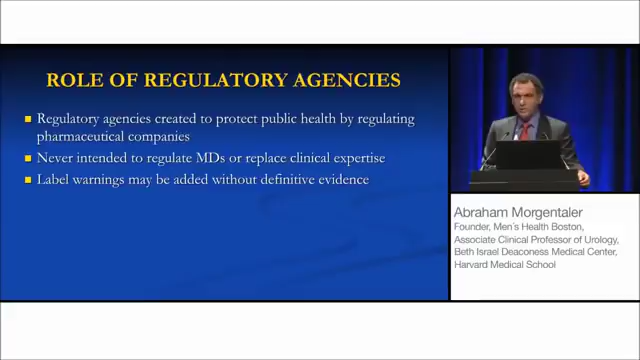 ROLE OF REGULATORY AGENCIES
Regulatory agencies created to protect public health by regulating
pharmaceutical companies
Never intended to regulate MDs or replace clinical expertise
Label warnings may be added without definitive evidence
Abraham Morgentaler
Founder, Men´s Health Boston,
Associate Clinical Professor of Urology,
Beth Israel Deaconess Medical Center,
Harvard Medical School